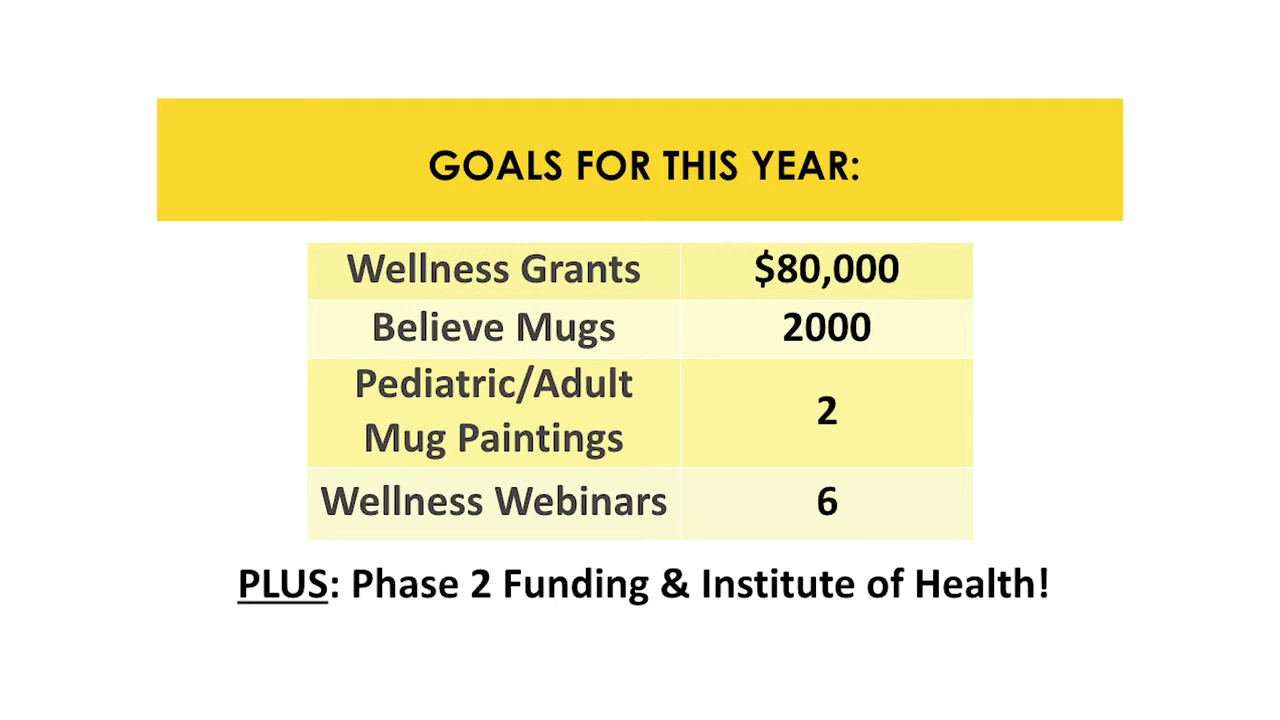 GOALS FOR THIS YEAR:
Wellness Grants $80,000
Believe Mugs 2000
Pediatric/Adult
Mug Paintings 2
Wellness Webinars 6
PLUS: Phase 2 Funding & Institute of Health!